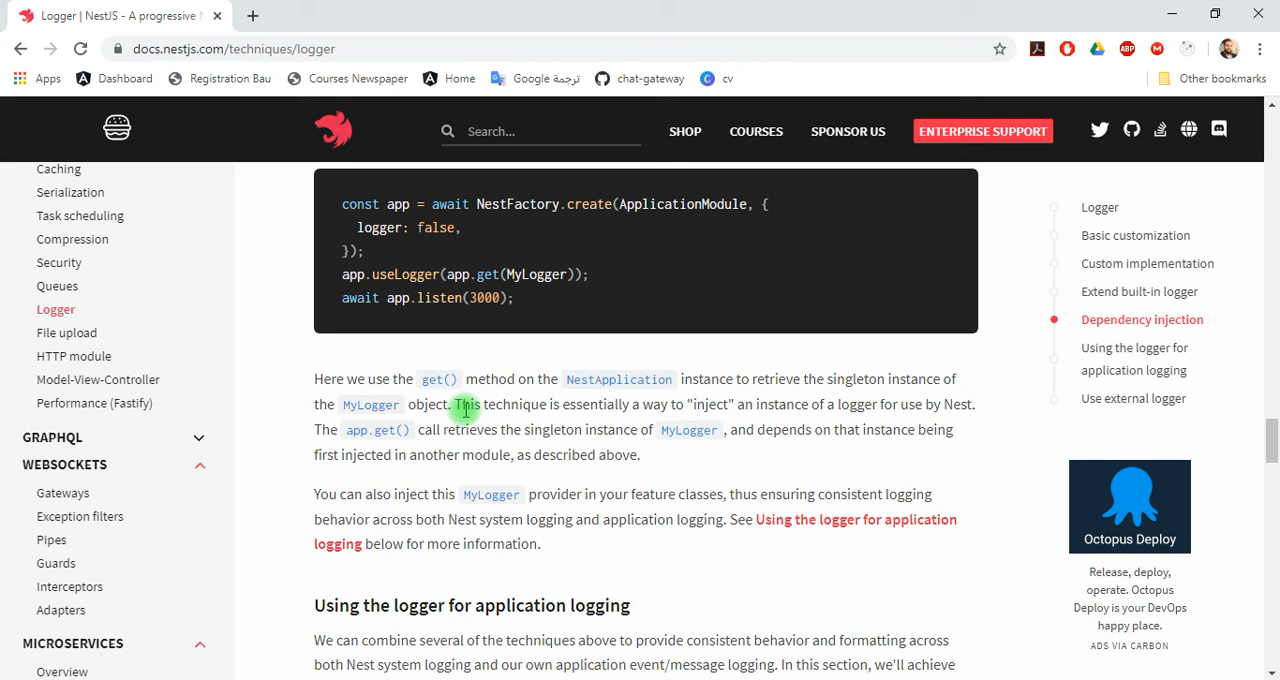 Logger | NestJS - A progressive N
docs.nestjs.com/techniques/logger
Apps Dashboard Registration Bau Courses Newspaper Home Google ترجمة chat-gateway cv Other bookmarks
Search... SHOP COURSES SPONSOR US ENTERPRISE SUPPORT
Caching
Serialization
Task scheduling
Compression
Security
Queues
Logger
File upload
HTTP module
Model-View-Controller
Performance (Fastify)
GRAPHQL
WEBSOCKETS
Gateways
Exception filters
Pipes
Guards
Interceptors
Adapters
MICROSERVICES
Overview
const app = await NestFactory.create(ApplicationModule, {
logger: false,
});
app.useLogger(app.get(MyLogger));
await app.listen(3000);
Here we use the get() method on the NestApplication instance to retrieve the singleton instance of
the MyLogger object. This technique is essentially a way to "inject" an instance of a logger for use by Nest.
The app.get() call retrieves the singleton instance of MyLogger , and depends on that instance being
first injected in another module, as described above.
You can also inject this MyLogger provider in your feature classes, thus ensuring consistent logging
behavior across both Nest system logging and application logging. See Using the logger for application
logging below for more information.
Using the logger for application logging
We can combine several of the techniques above to provide consistent behavior and formatting across
both Nest system logging and our own application event/message logging. In this section, we'll achieve
Logger
Basic customization
Custom implementation
Extend built-in logger
Dependency injection
Using the logger for
application logging
Use external logger
Octopus Deploy
Release, deploy,
operate. Octopus
Deploy is your DevOps
happy place.
ADS VIA CARBON